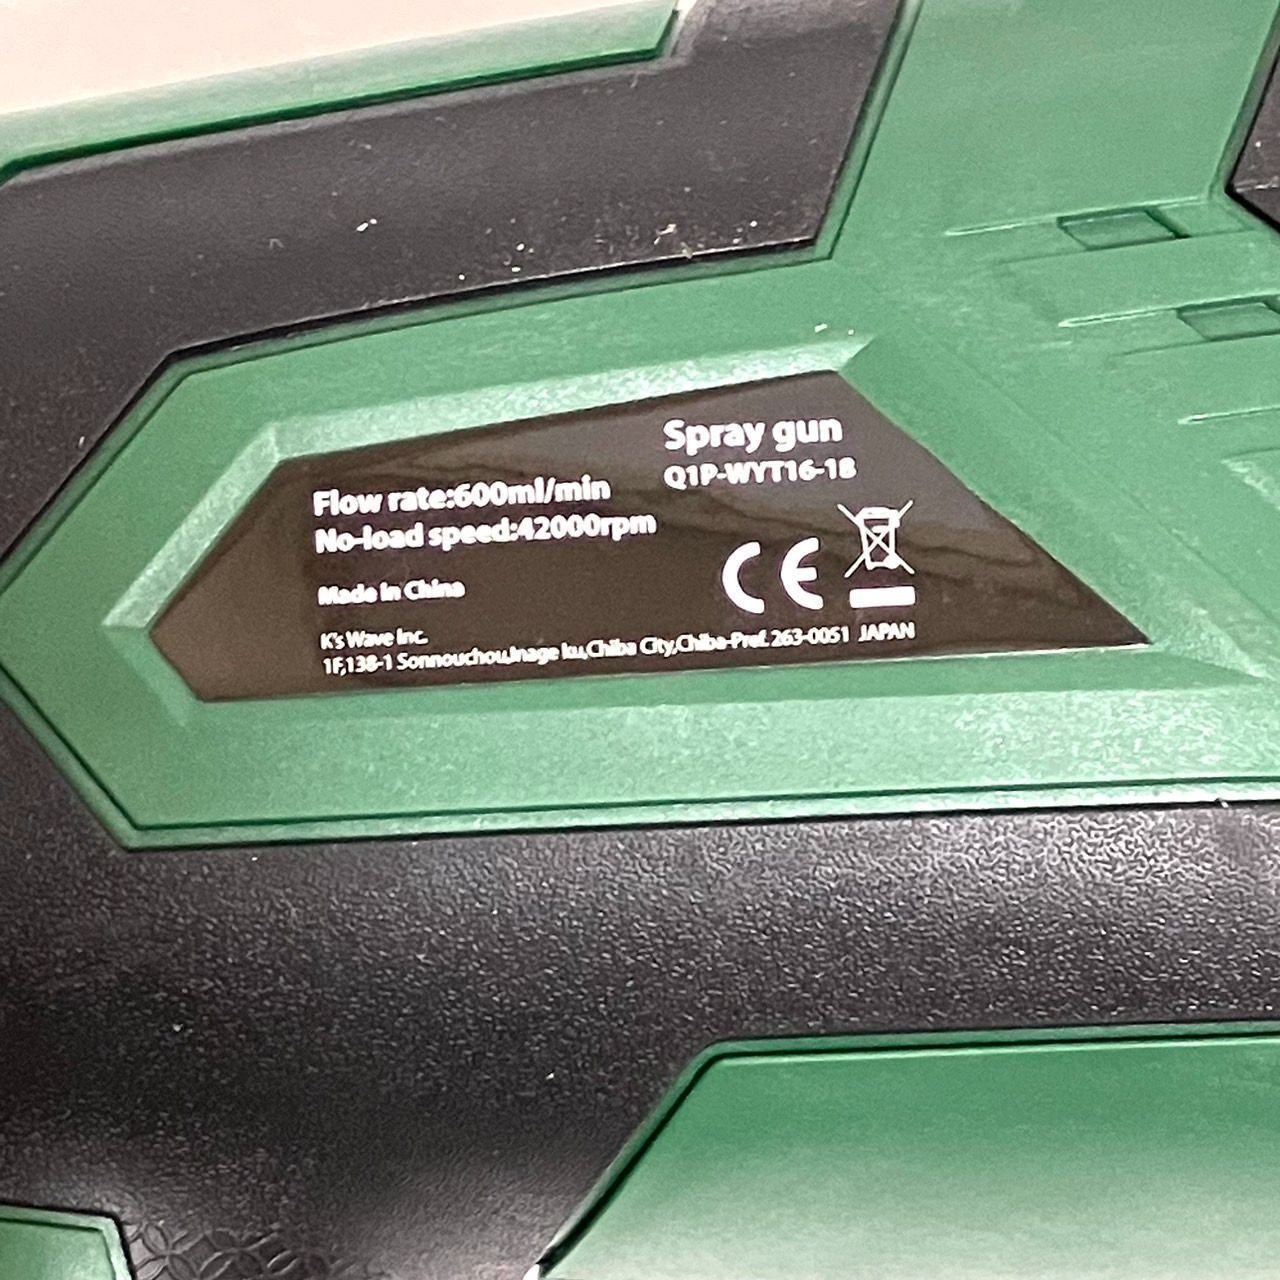 Spray gun
Q1P-WYT16-18
Flow rate:600ml/min
No-load speed:42000rpm
CE
Made in China
K's Wave Inc.
1F,138-1 Sonnouchou,Inage ku,Chiba City,Chiba-Pref. 263-0051 JAPAN